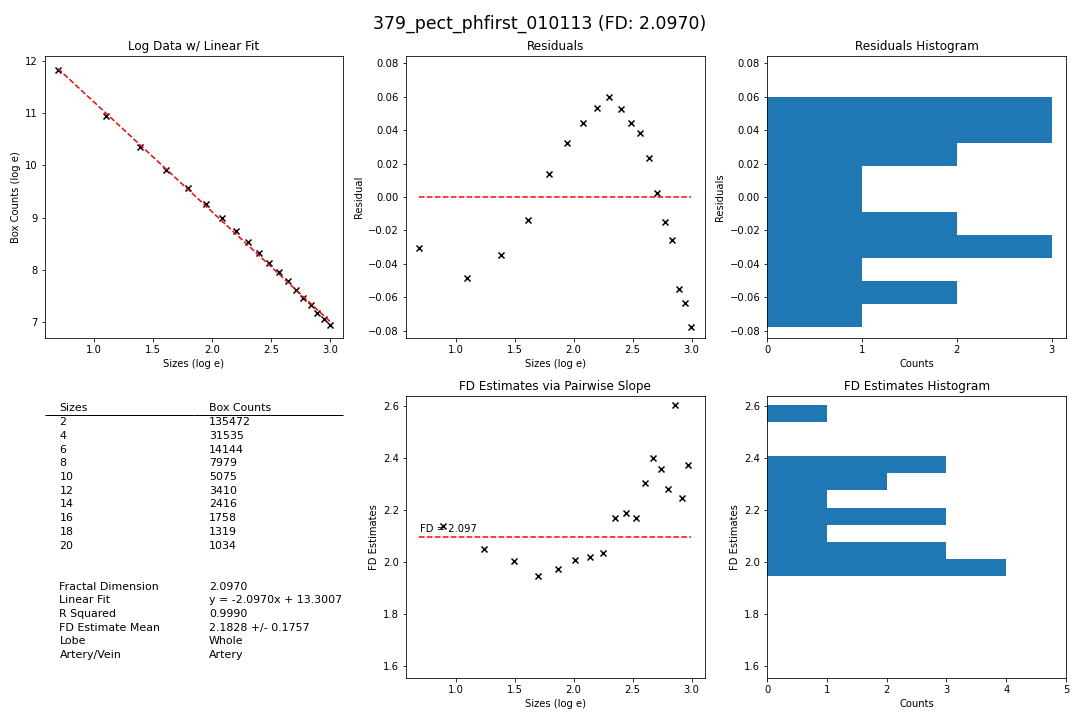 379_pect_phfirst_010113 (FD: 2.0970)
Log Data w/ Linear Fit
Box Counts (log e)
12
11
10
9
8
7
1.0 1.5 2.0 2.5 3.0
Sizes (log e)
Residuals
Residual
0.08
0.06
0.04
0.02
0.00
−0.02
−0.04
−0.06
−0.08
1.0 1.5 2.0 2.5 3.0
Sizes (log e)
Residuals Histogram
Residuals
0.08
0.06
0.04
0.02
0.00
−0.02
−0.04
−0.06
−0.08
0 1 2 3
Counts
Sizes Box Counts
2 135472
4 31535
6 14144
8 7979
10 5075
12 3410
14 2416
16 1758
18 1319
20 1034
Fractal Dimension 2.0970
Linear Fit y = -2.0970x + 13.3007
R Squared 0.9990
FD Estimate Mean 2.1828 +/- 0.1757
Lobe Whole
Artery/Vein Artery
FD Estimates via Pairwise Slope
FD Estimates
2.6
2.4
2.2
FD = 2.097
2.0
1.8
1.6
1.0 1.5 2.0 2.5 3.0
Sizes (log e)
FD Estimates Histogram
FD Estimates
2.6
2.4
2.2
2.0
1.8
1.6
0 1 2 3 4 5
Counts